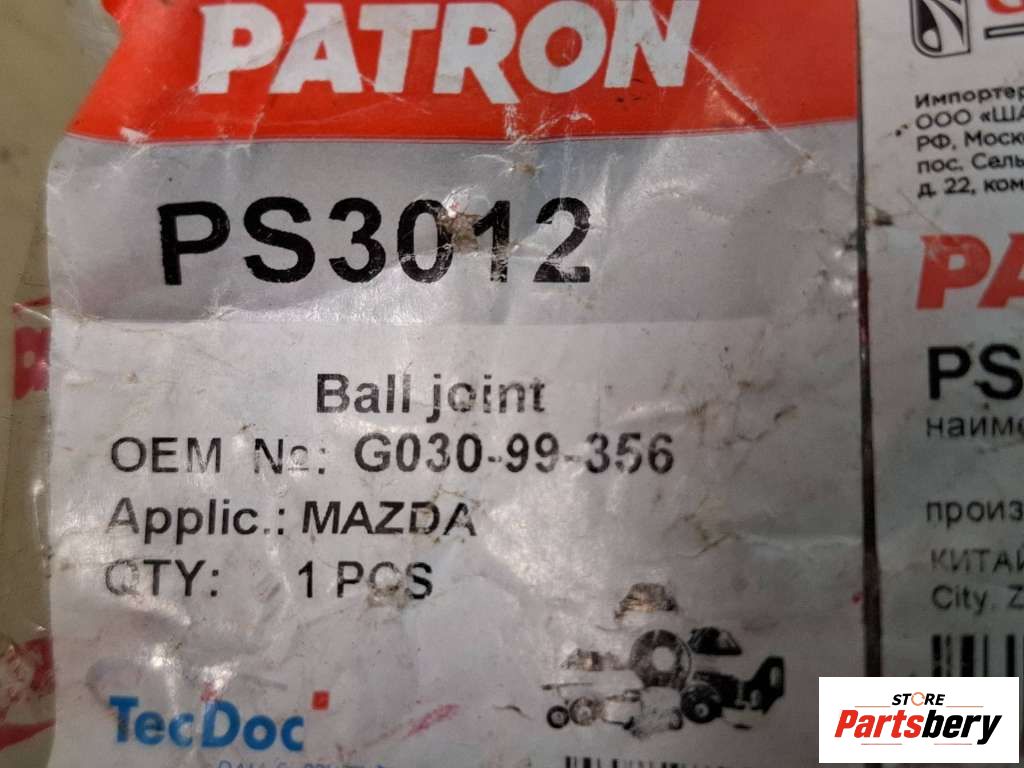 PATRON
PS3012
Ball joint
OEM №: G030-99-356
Applic.: MAZDA
QTY: 1 PCS
TecDoc
Импортер
ООО «ША
РФ, Моск
пос. Сель
д. 22, ком
PA
PS
наиме
произ
КИТАЙ
City, Z
STORE
Partsbery